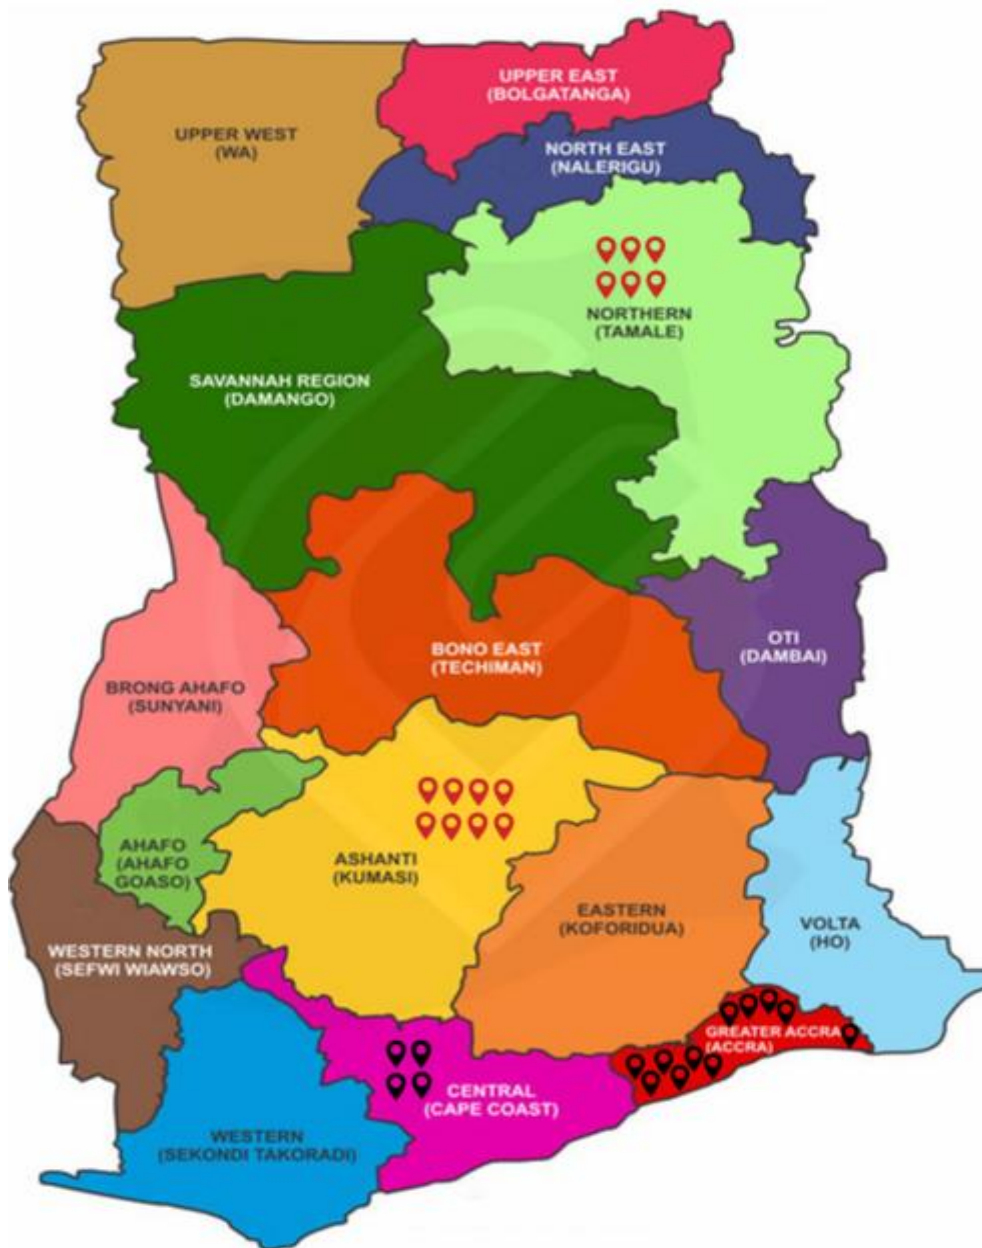 UPPER EAST
(BOLGATANGA)
UPPER WEST
(WA)
NORTH EAST
(NALERIGU)
NORTHERN
(TAMALE)
SAVANNAH REGION
(DAMANGO)
BONO EAST
(TECHIMAN)
OTI
(DAMBAI)
BRONG AHAFO
(SUNYANI)
AHAFO
(AHAFO
GOASO)
ASHANTI
(KUMASI)
EASTERN
(KOFORIDUA)
VOLTA
(HO)
WESTERN NORTH
(SEFWI WIAWSO)
GREATER ACCRA
(ACCRA)
CENTRAL
(CAPE COAST)
WESTERN
(SEKONDI TAKORADI)